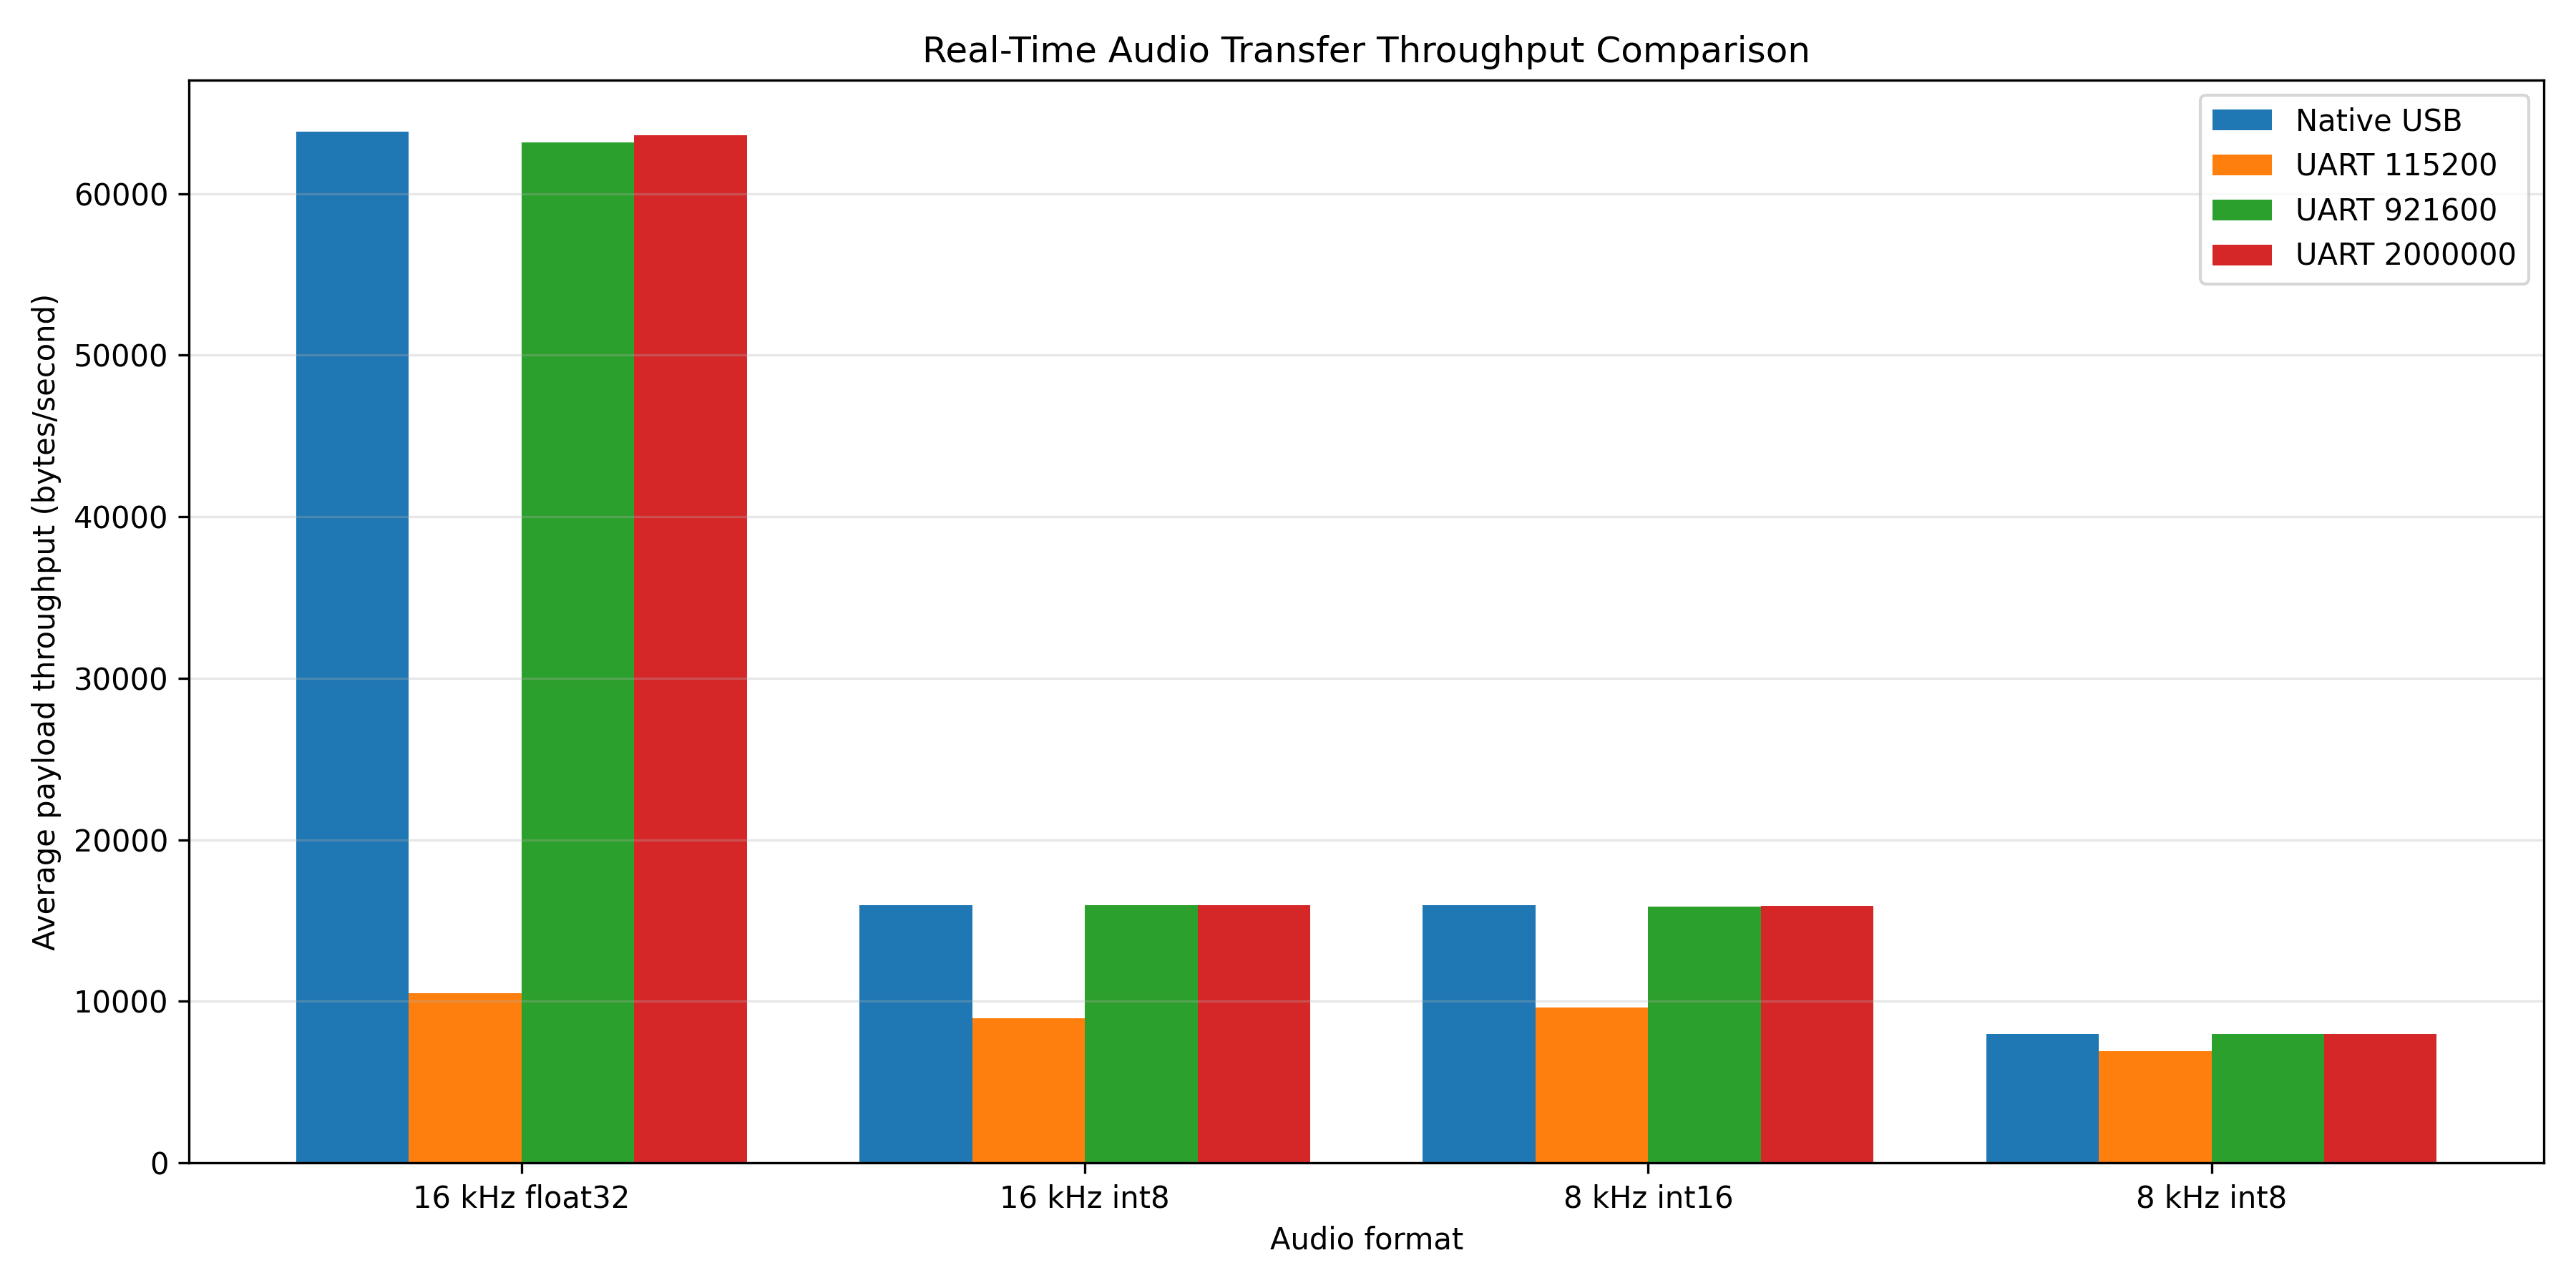 Real-Time Audio Transfer Throughput Comparison
Native USB
UART 115200
UART 921600
UART 2000000
Average payload throughput (bytes/second)
60000
50000
40000
30000
20000
10000
0
16 kHz float32
16 kHz int8
8 kHz int16
8 kHz int8
Audio format